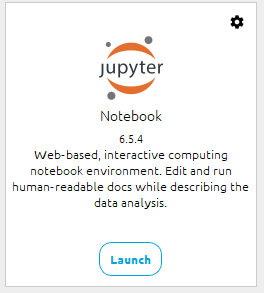 jupyter
Notebook
6.5.4
Web-based, interactive computing
notebook environment. Edit and run
human-readable docs while describing the
data analysis.
Launch